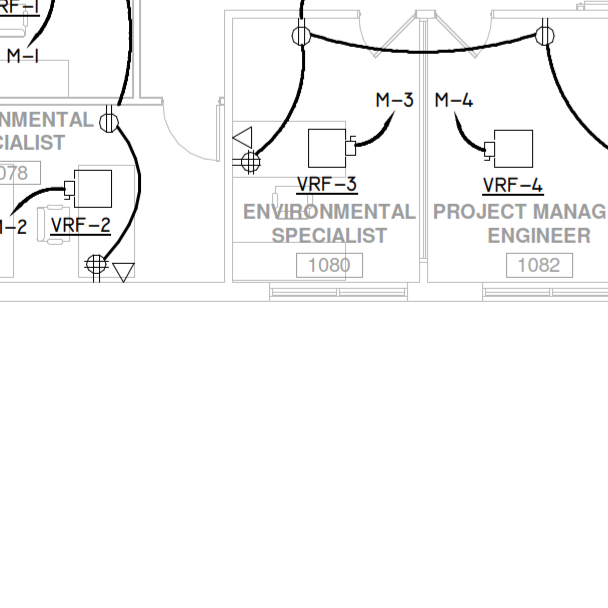 RF-1
M-1
NMENTAL
CIALIST
078
M-2
VRF-2
M-3
VRF-3
ENVIRONMENTAL
SPECIALIST
1080
M-4
VRF-4
PROJECT MANAG
ENGINEER
1082